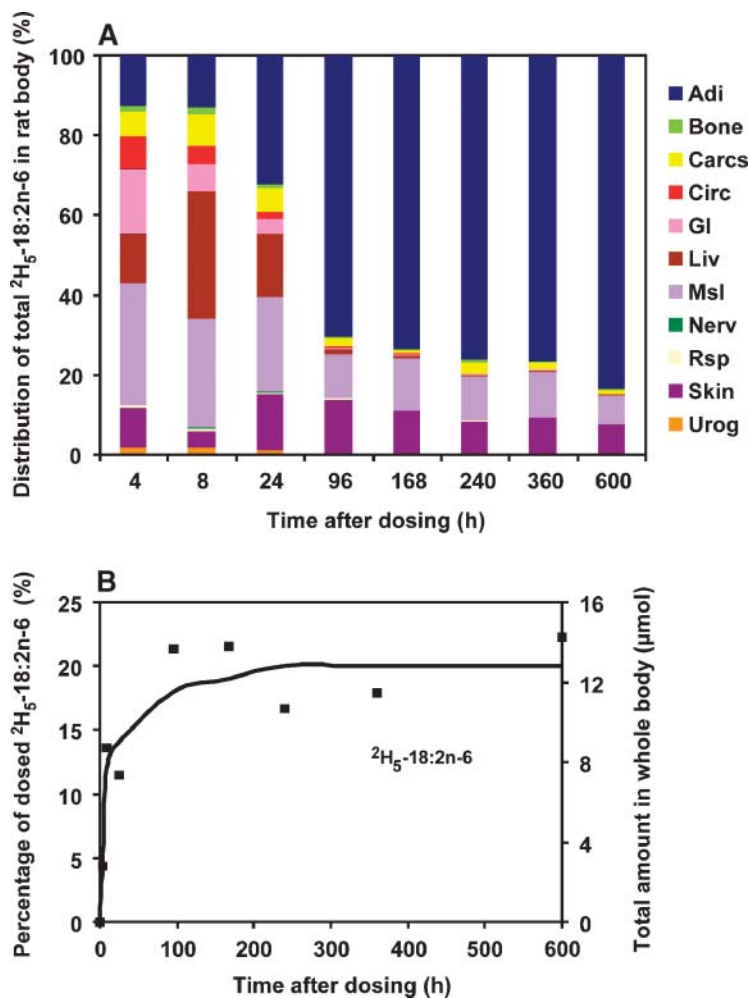 A
Distribution of total ²H₅-18:2n-6 in rat body (%)
100
80
60
40
20
0
4 8 24 96 168 240 360 600
Time after dosing (h)
Adi
Bone
Carcs
Circ
Gl
Liv
Msl
Nerv
Rsp
Skin
Urog
B
Percentage of dosed ²H₅-18:2n-6 (%)
25
20
15
10
5
0
²H₅-18:2n-6
16
12
8
4
0
Total amount in whole body (µmol)
0 100 200 300 400 500 600
Time after dosing (h)